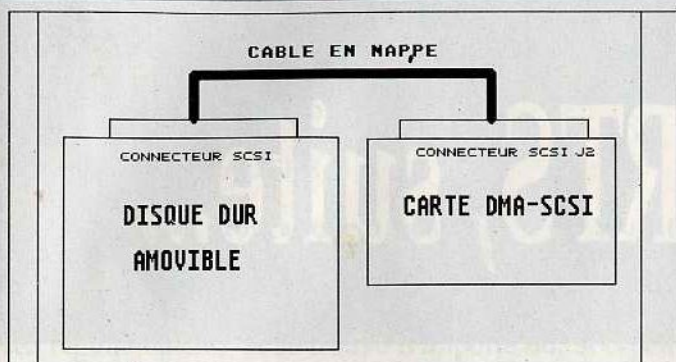 CABLE EN NAPPE
CONNECTEUR SCSI
CONNECTEUR SCSI J2
DISQUE DUR
AMOVIBLE
CARTE DMA-SCSI